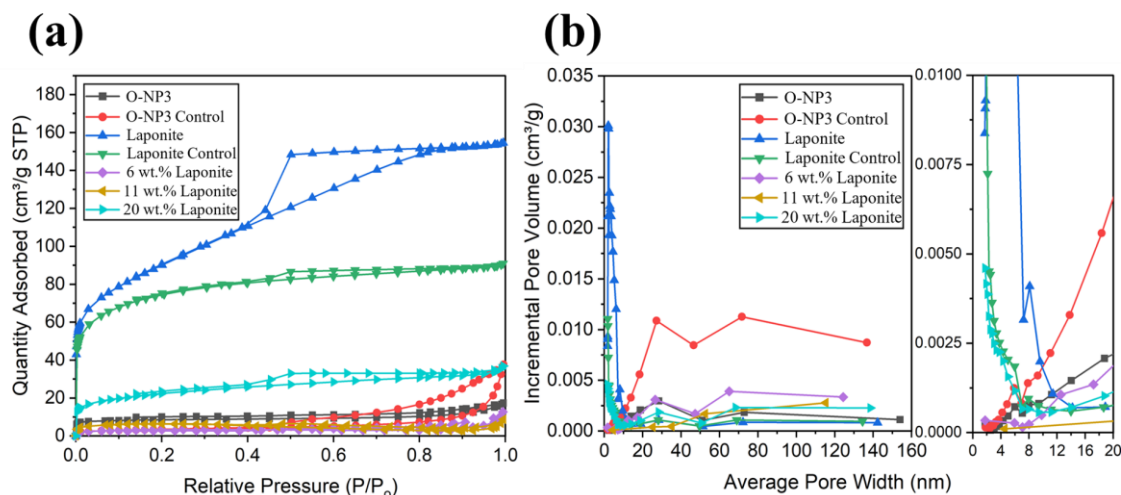 (a)
(b)
Quantity Adsorbed (cm³/g STP)
180
160
140
120
100
80
60
40
20
0
O-NP3
O-NP3 Control
Laponite
Laponite Control
6 wt.% Laponite
11 wt.% Laponite
20 wt.% Laponite
0.0 0.2 0.4 0.6 0.8 1.0
Relative Pressure (P/P₀)
Incremental Pore Volume (cm³/g)
0.035
0.030
0.025
0.020
0.015
0.010
0.005
0.000
O-NP3
O-NP3 Control
Laponite
Laponite Control
6 wt.% Laponite
11 wt.% Laponite
20 wt.% Laponite
0 20 40 60 80 100 120 140 160
0.0100
0.0075
0.0050
0.0025
0.0000
0 4 8 12 16 20
Average Pore Width (nm)